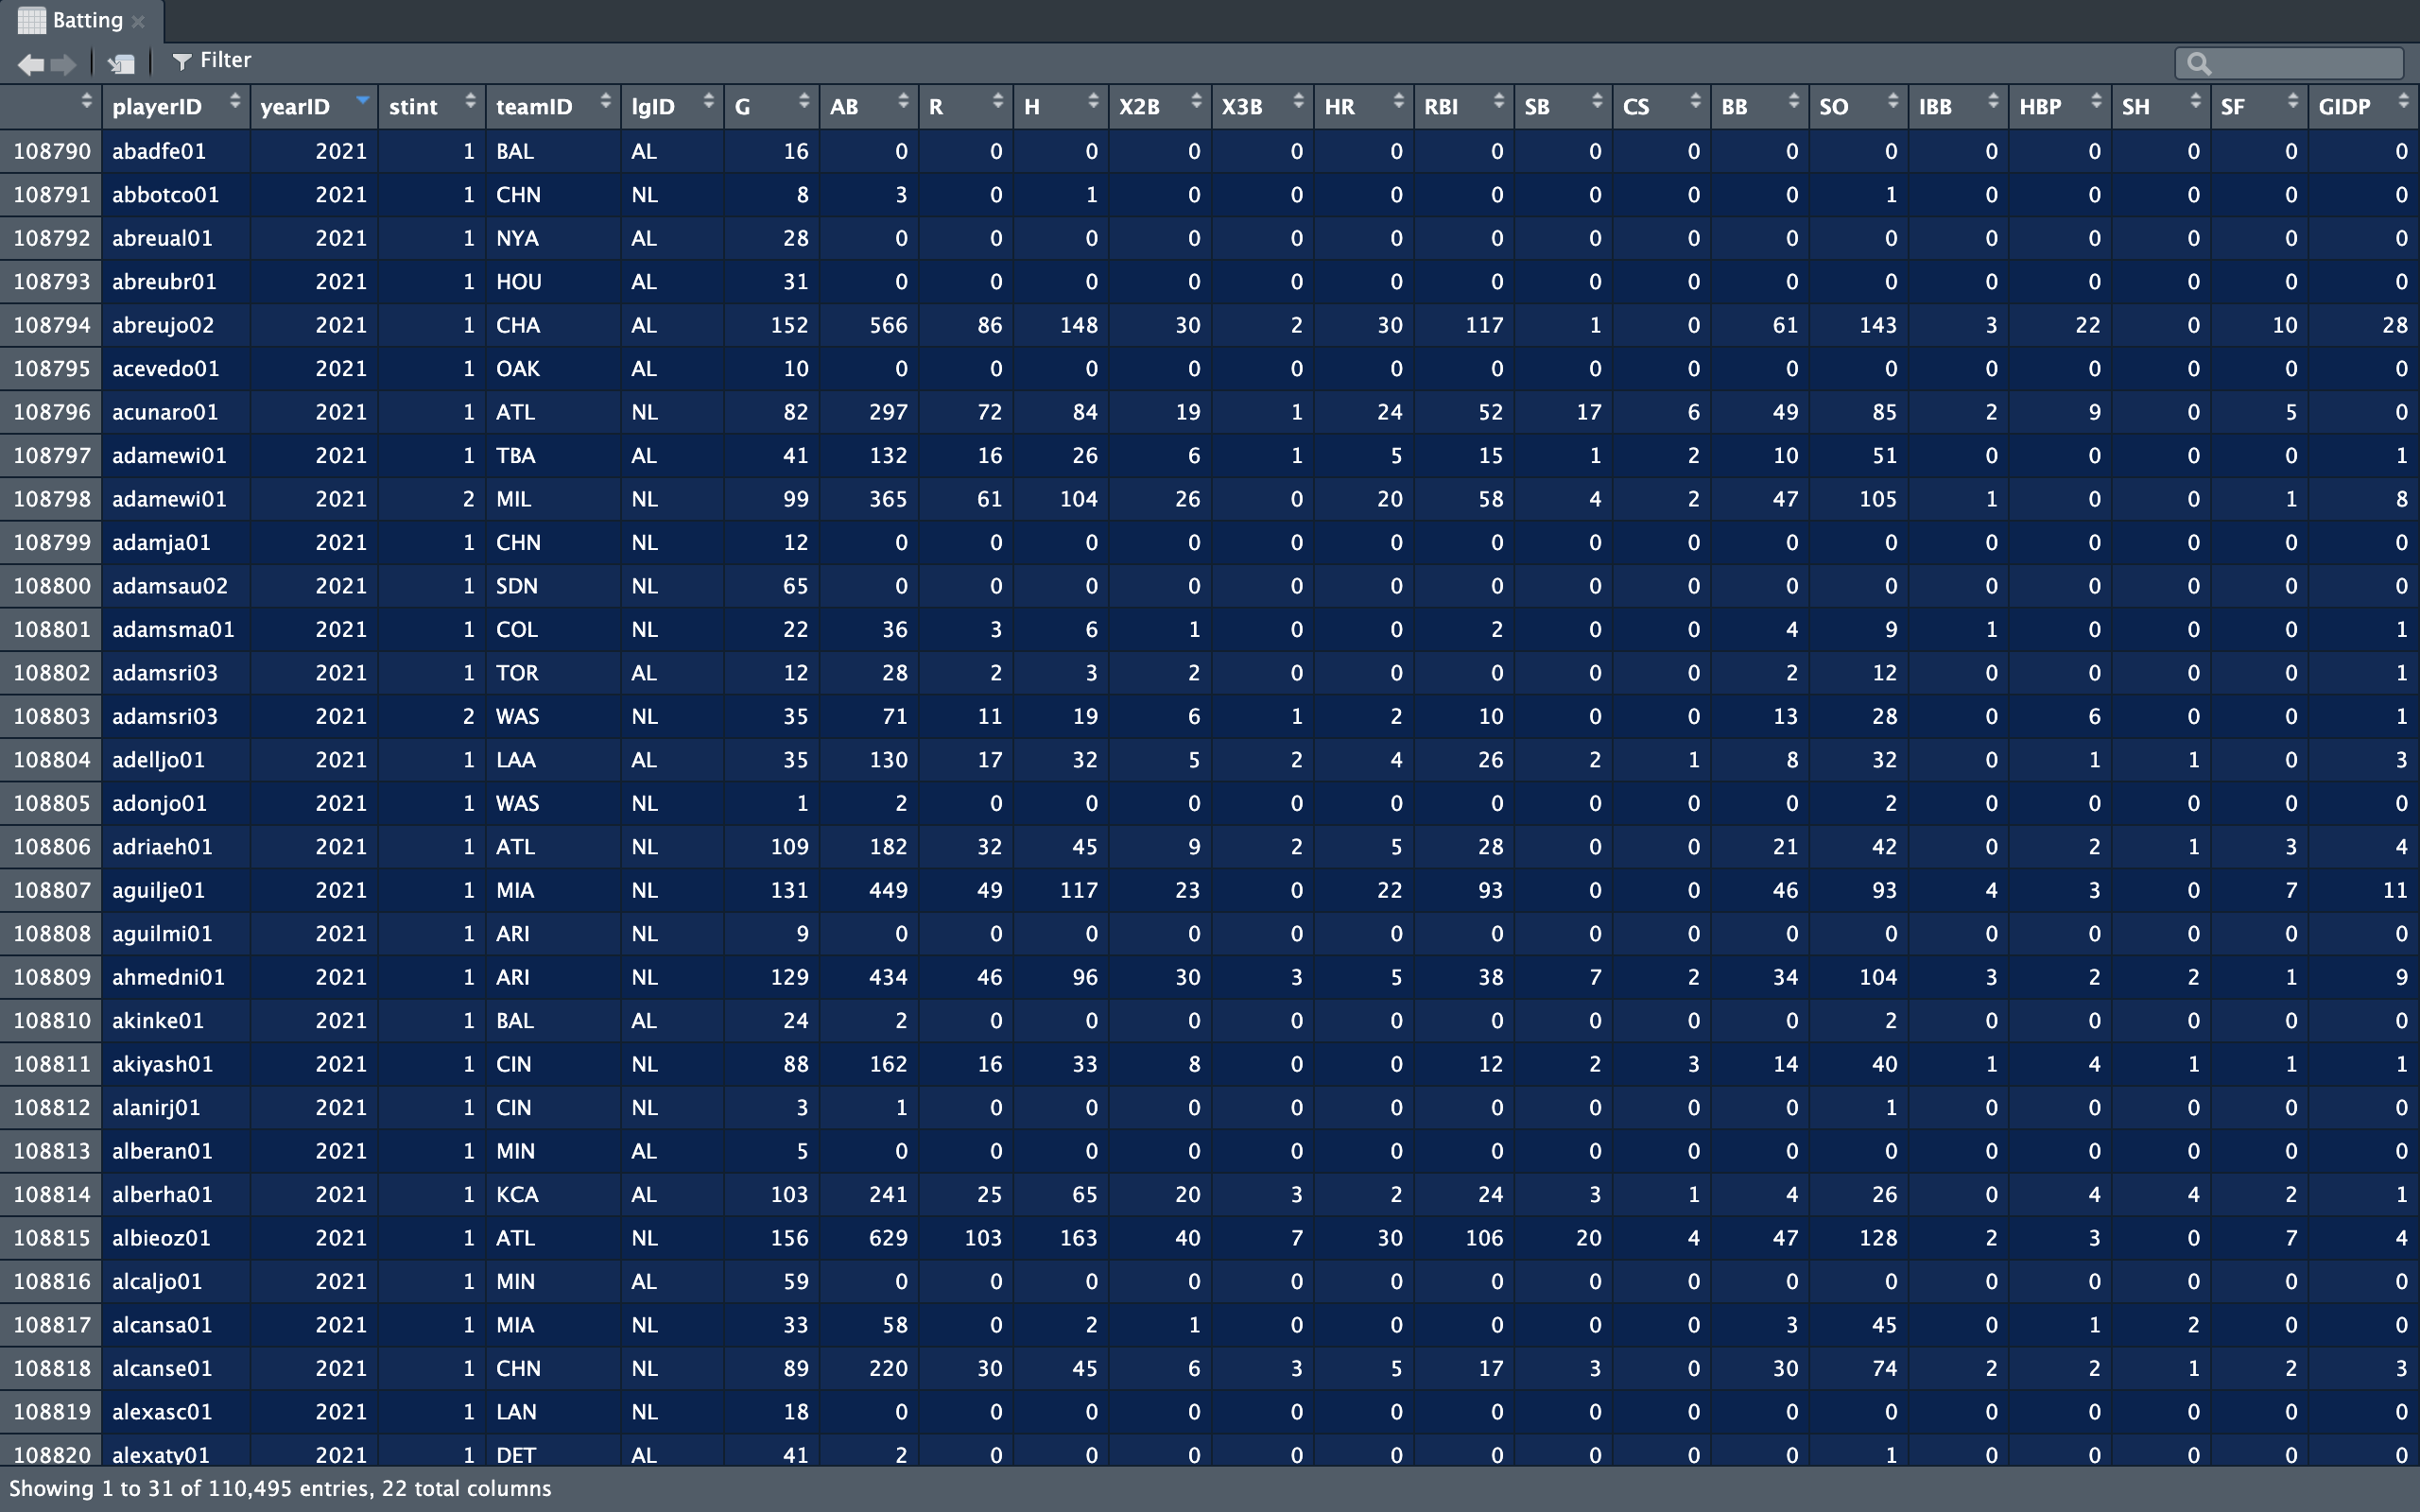 Batting
Filter
playerID yearID stint teamID lgID G AB R H X2B X3B HR RBI SB CS BB SO IBB HBP SH SF GIDP
108790 abadfe01 2021 1 BAL AL 16 0 0 0 0 0 0 0 0 0 0 0 0 0 0 0 0
108791 abbotco01 2021 1 CHN NL 8 3 0 1 0 0 0 0 0 0 0 1 0 0 0 0 0
108792 abreual01 2021 1 NYA AL 28 0 0 0 0 0 0 0 0 0 0 0 0 0 0 0 0
108793 abreubr01 2021 1 HOU AL 31 0 0 0 0 0 0 0 0 0 0 0 0 0 0 0 0
108794 abreujo02 2021 1 CHA AL 152 566 86 148 30 2 30 117 1 0 61 143 3 22 0 10 28
108795 acevedo01 2021 1 OAK AL 10 0 0 0 0 0 0 0 0 0 0 0 0 0 0 0 0
108796 acunaro01 2021 1 ATL NL 82 297 72 84 19 1 24 52 17 6 49 85 2 9 0 5 0
108797 adamewi01 2021 1 TBA AL 41 132 16 26 6 1 5 15 1 2 10 51 0 0 0 0 1
108798 adamewi01 2021 2 MIL NL 99 365 61 104 26 0 20 58 4 2 47 105 1 0 0 1 8
108799 adamja01 2021 1 CHN NL 12 0 0 0 0 0 0 0 0 0 0 0 0 0 0 0 0
108800 adamsau02 2021 1 SDN NL 65 0 0 0 0 0 0 0 0 0 0 0 0 0 0 0 0
108801 adamsma01 2021 1 COL NL 22 36 3 6 1 0 0 2 0 0 4 9 1 0 0 0 1
108802 adamsri03 2021 1 TOR AL 12 28 2 3 2 0 0 0 0 0 2 12 0 0 0 0 1
108803 adamsri03 2021 2 WAS NL 35 71 11 19 6 1 2 10 0 0 13 28 0 6 0 0 1
108804 adelljo01 2021 1 LAA AL 35 130 17 32 5 2 4 26 2 1 8 32 0 1 1 0 3
108805 adonjo01 2021 1 WAS NL 1 2 0 0 0 0 0 0 0 0 0 2 0 0 0 0 0
108806 adriaeh01 2021 1 ATL NL 109 182 32 45 9 2 5 28 0 0 21 42 0 2 1 3 4
108807 aguilje01 2021 1 MIA NL 131 449 49 117 23 0 22 93 0 0 46 93 4 3 0 7 11
108808 aguilmi01 2021 1 ARI NL 9 0 0 0 0 0 0 0 0 0 0 0 0 0 0 0 0
108809 ahmedni01 2021 1 ARI NL 129 434 46 96 30 3 5 38 7 2 34 104 3 2 2 1 9
108810 akinke01 2021 1 BAL AL 24 2 0 0 0 0 0 0 0 0 0 2 0 0 0 0 0
108811 akiyash01 2021 1 CIN NL 88 162 16 33 8 0 0 12 2 3 14 40 1 4 1 1 1
108812 alanirj01 2021 1 CIN NL 3 1 0 0 0 0 0 0 0 0 0 1 0 0 0 0 0
108813 alberan01 2021 1 MIN AL 5 0 0 0 0 0 0 0 0 0 0 0 0 0 0 0 0
108814 alberha01 2021 1 KCA AL 103 241 25 65 20 3 2 24 3 1 4 26 0 4 4 2 1
108815 albieoz01 2021 1 ATL NL 156 629 103 163 40 7 30 106 20 4 47 128 2 3 0 7 4
108816 alcaljo01 2021 1 MIN AL 59 0 0 0 0 0 0 0 0 0 0 0 0 0 0 0 0
108817 alcansa01 2021 1 MIA NL 33 58 0 2 1 0 0 0 0 0 3 45 0 1 2 0 0
108818 alcanse01 2021 1 CHN NL 89 220 30 45 6 3 5 17 3 0 30 74 2 2 1 2 3
108819 alexasc01 2021 1 LAN NL 18 0 0 0 0 0 0 0 0 0 0 0 0 0 0 0 0
108820 alexaty01 2021 1 DET AL 41 2 0 0 0 0 0 0 0 0 0 1 0 0 0 0 0
Showing 1 to 31 of 110,495 entries, 22 total columns